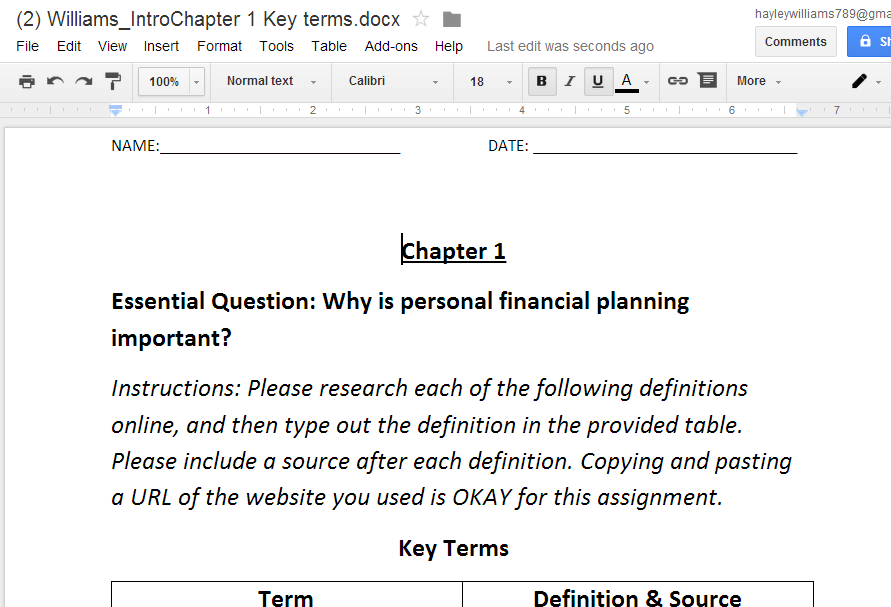 (2) Williams_IntroChapter 1 Key terms.docx
hayleywilliams789@gma
File Edit View Insert Format Tools Table Add-ons Help Last edit was seconds ago
Comments Sh
100% Normal text Calibri 18 B I U A More
1 2 3 4 5 6 7
NAME:______________________________ DATE: ______________________________
Chapter 1
Essential Question: Why is personal financial planning
important?
Instructions: Please research each of the following definitions
online, and then type out the definition in the provided table.
Please include a source after each definition. Copying and pasting
a URL of the website you used is OKAY for this assignment.
Key Terms
Term Definition & Source